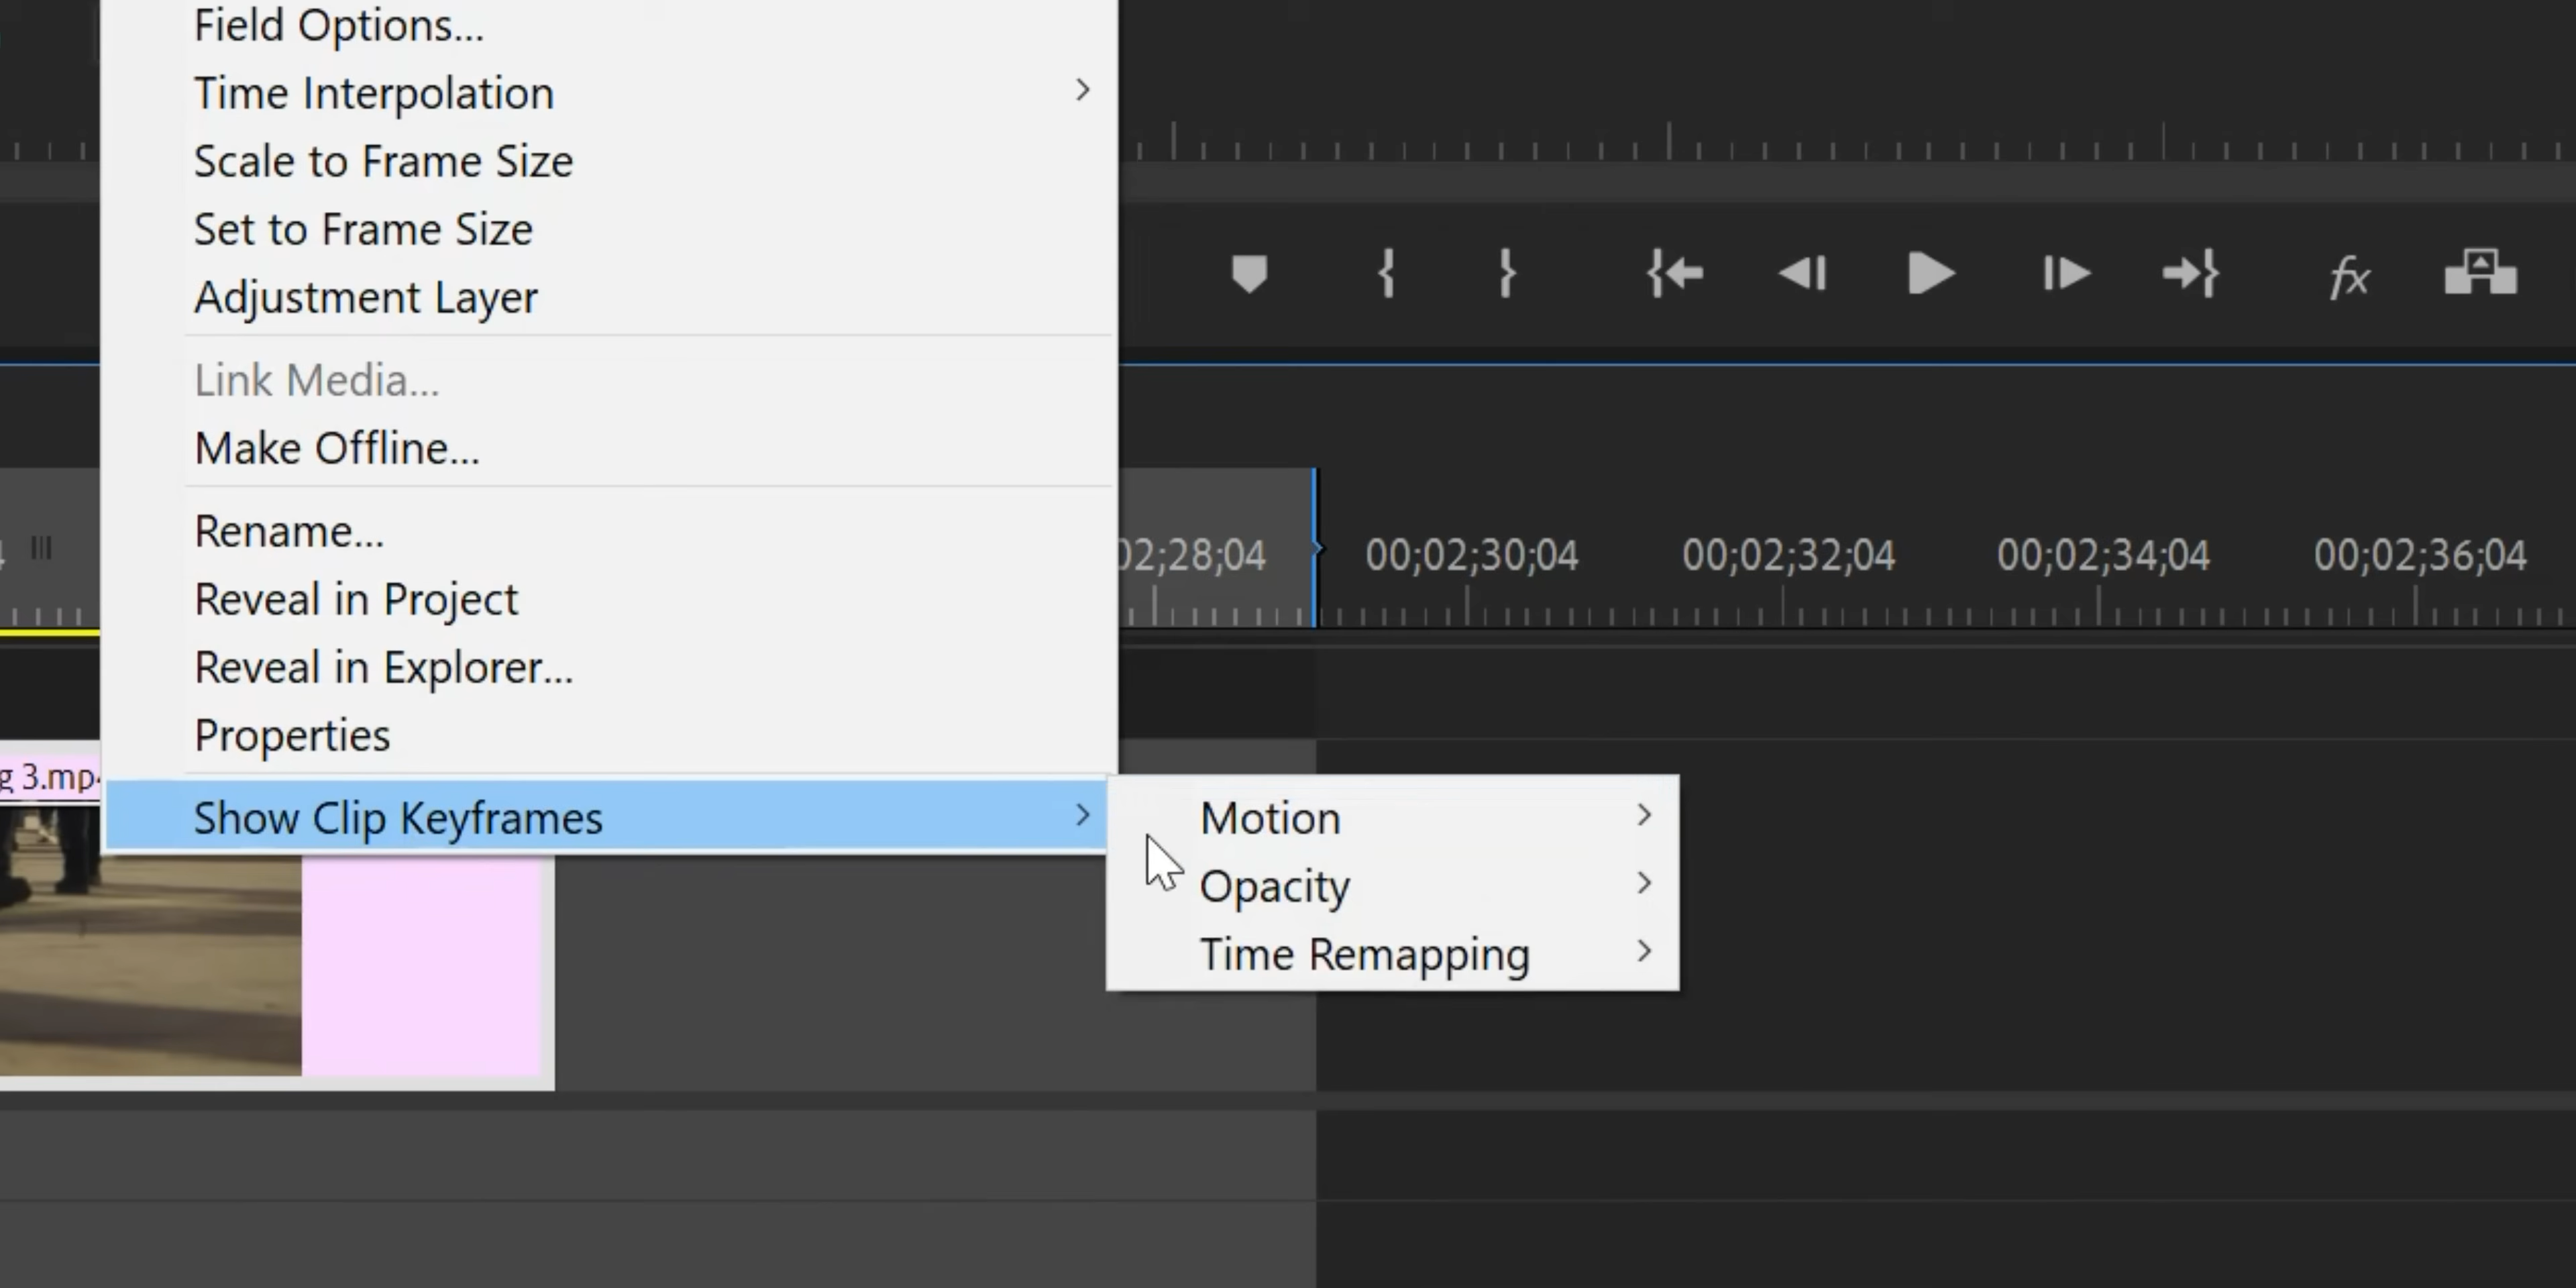 Field Options...
Time Interpolation
Scale to Frame Size
Set to Frame Size
Adjustment Layer
fx
Link Media...
Make Offline...
Rename...
02;28;04 00;02;30;04 00;02;32;04 00;02;34;04 00;02;36;04
Reveal in Project
Reveal in Explorer...
Properties
g 3.mp4
Show Clip Keyframes
Motion
Opacity
Time Remapping